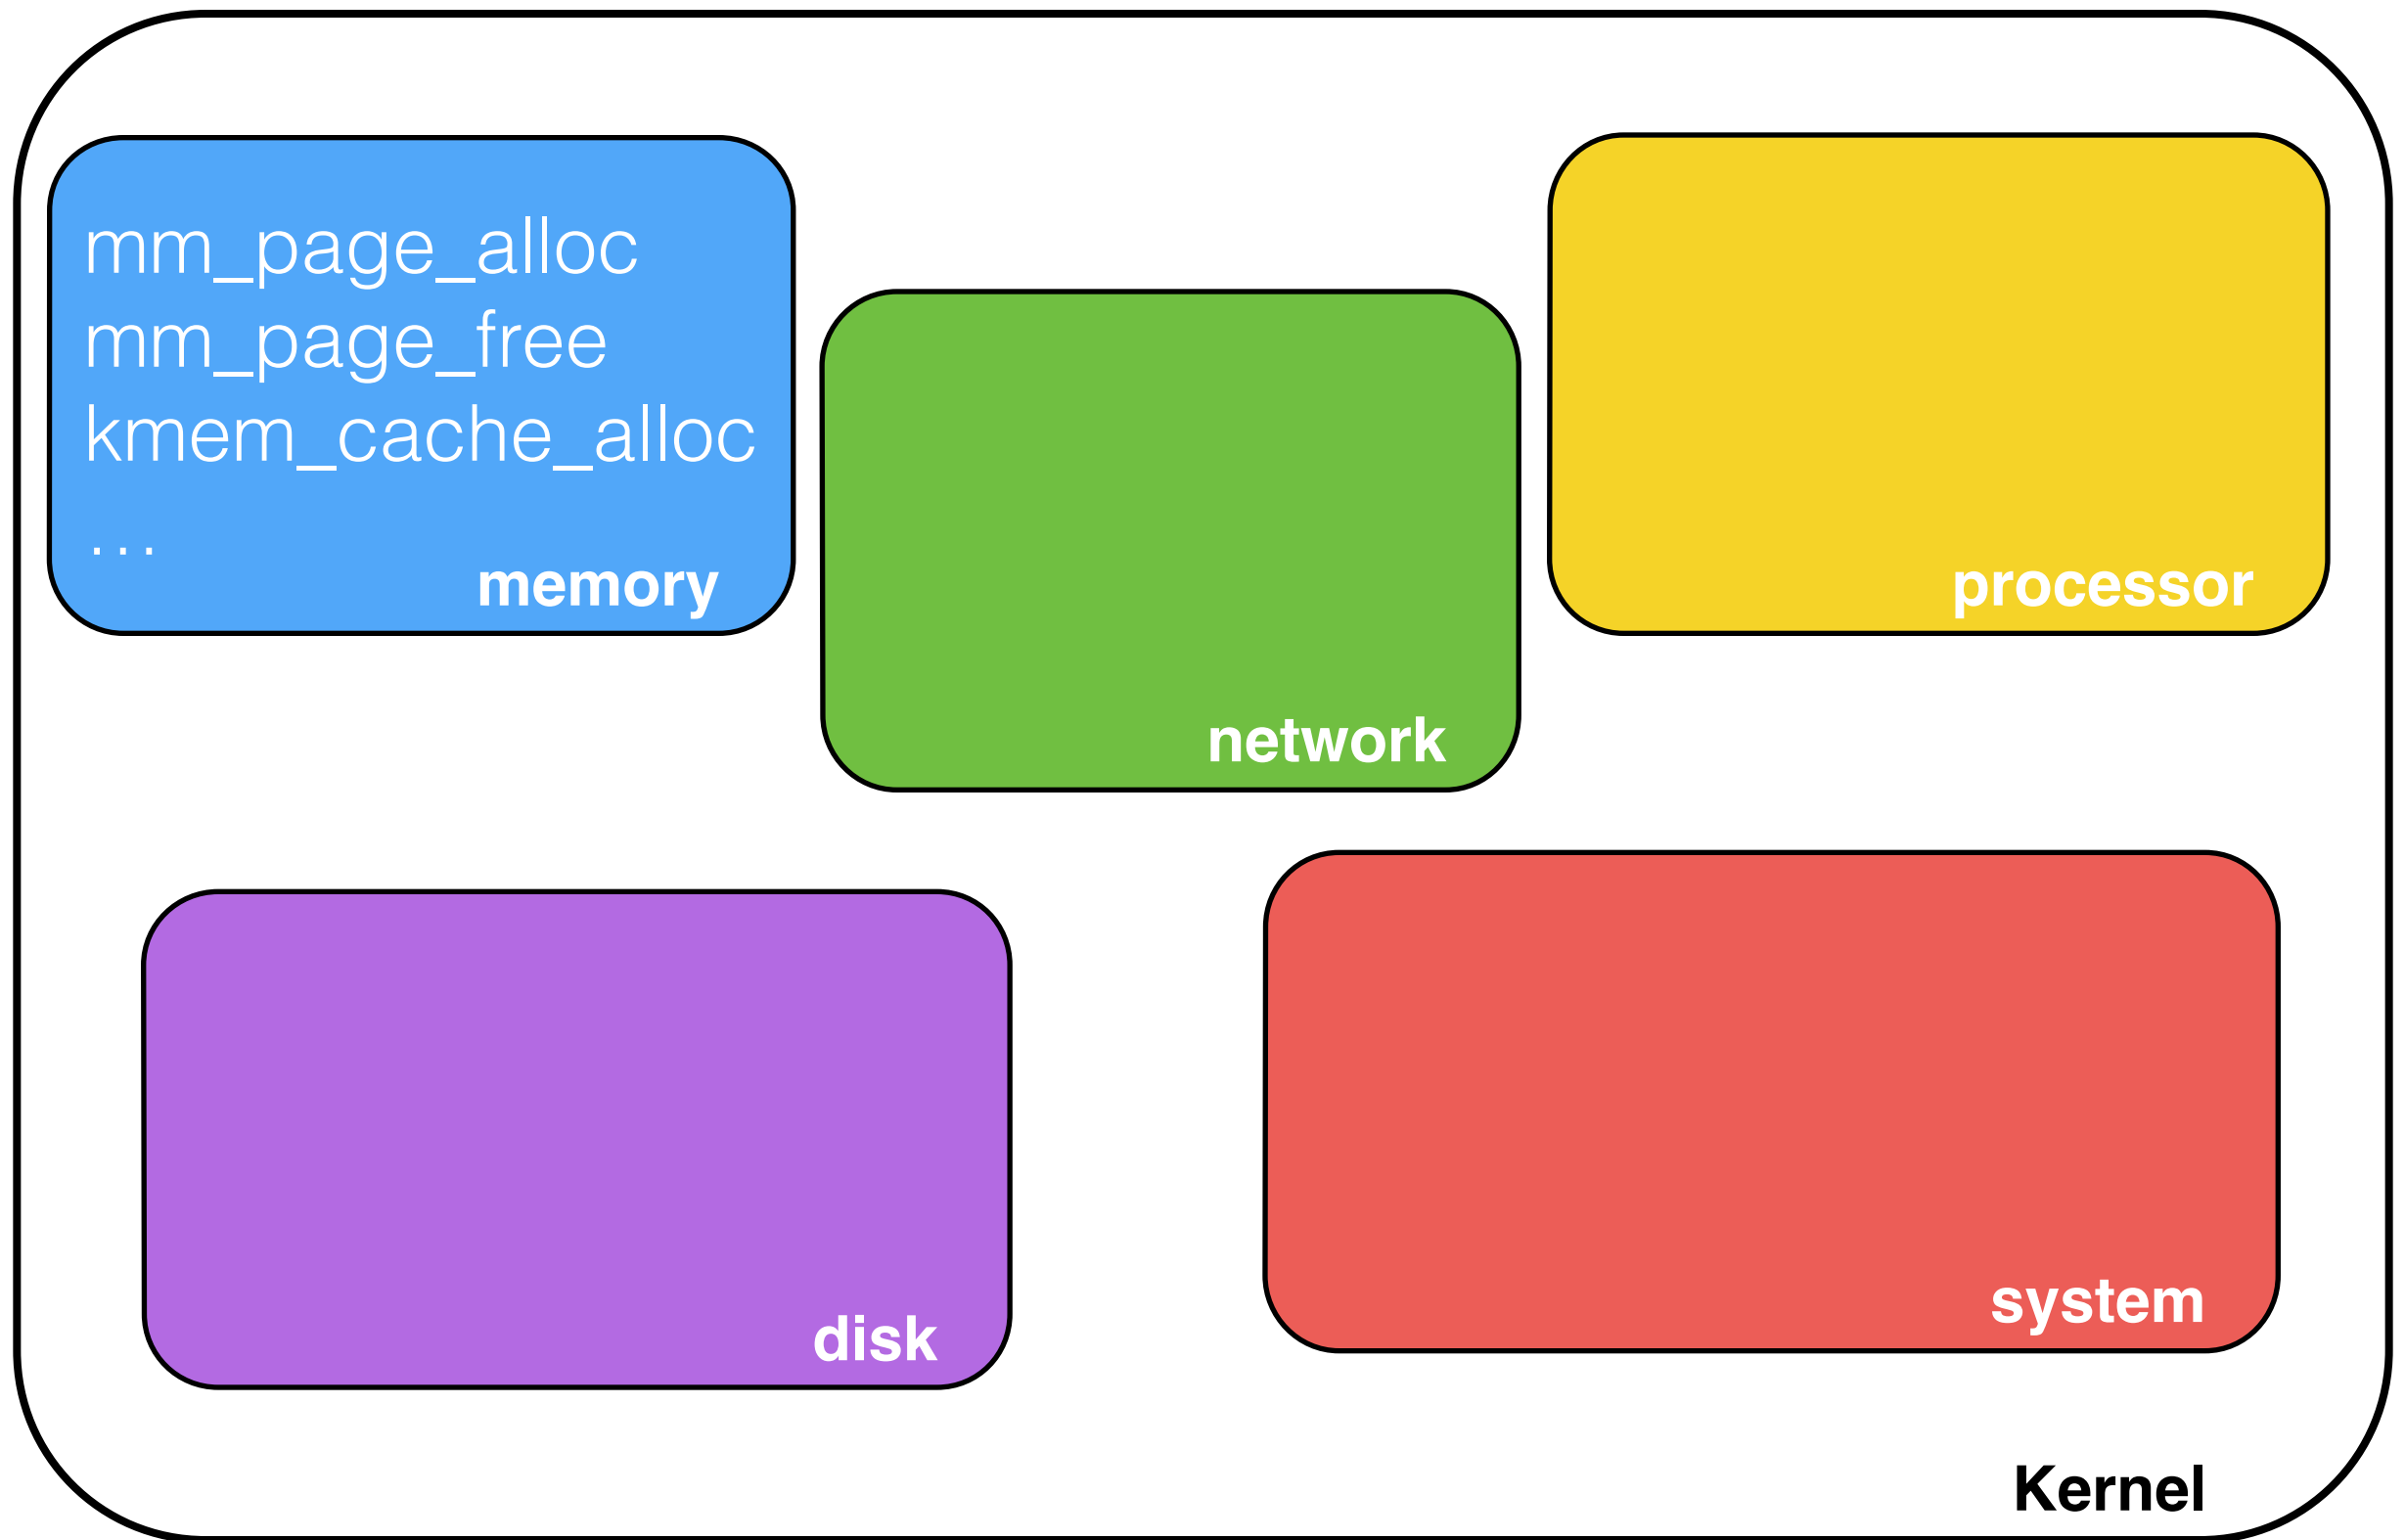 mm_page_alloc
mm_page_free
kmem_cache_alloc
...
memory
network
processor
disk
system
Kernel